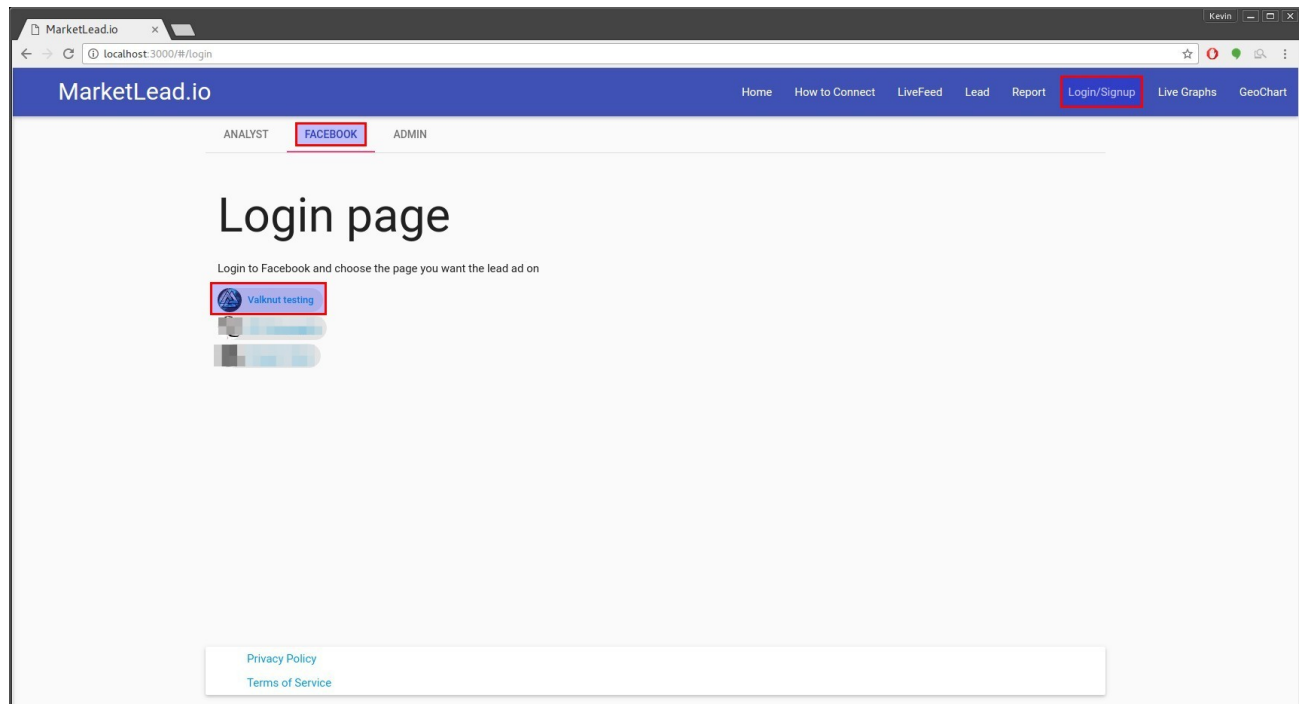 Kevin
MarketLead.io
localhost:3000/#/login
MarketLead.io Home How to Connect LiveFeed Lead Report Login/Signup Live Graphs GeoChart
ANALYST FACEBOOK ADMIN
Login page
Login to Facebook and choose the page you want the lead ad on
Valknut testing
Privacy Policy
Terms of Service